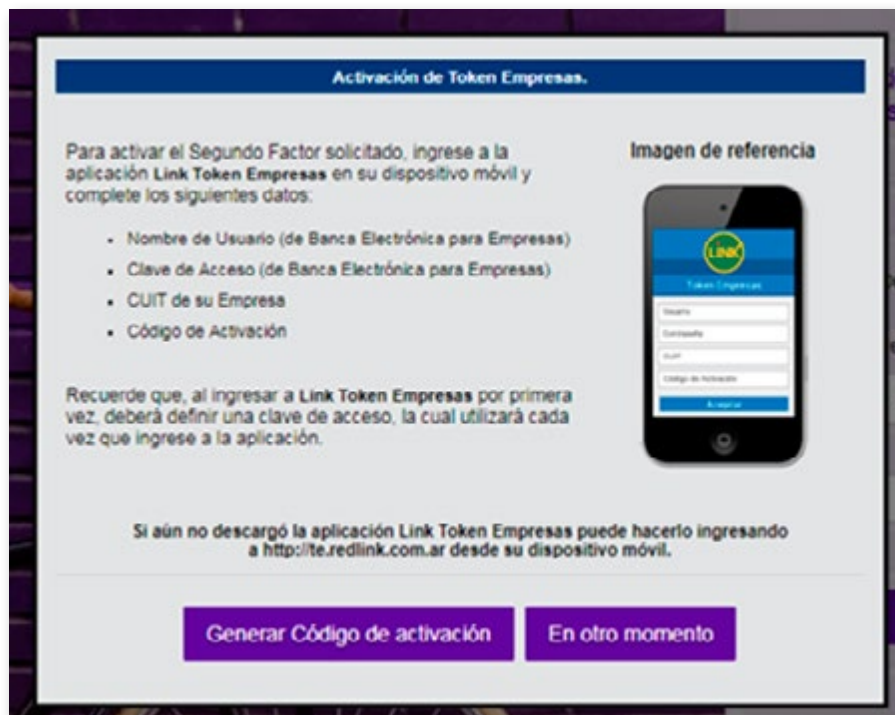 Activación de Token Empresas.
Para activar el Segundo Factor solicitado, ingrese a la
aplicación Link Token Empresas en su dispositivo móvil y
complete los siguientes datos:
• Nombre de Usuario (de Banca Electrónica para Empresas)
• Clave de Acceso (de Banca Electrónica para Empresas)
• CUIT de su Empresa
• Código de Activación
Recuerde que, al ingresar a Link Token Empresas por primera
vez, deberá definir una clave de acceso, la cual utilizará cada
vez que ingrese a la aplicación.
Imagen de referencia
LINK
Token Empresas
Usuario
Contraseña
CUIT
Código de Activación
Aceptar
Si aún no descargó la aplicación Link Token Empresas puede hacerlo ingresando
a http://te.redlink.com.ar desde su dispositivo móvil.
Generar Código de activación
En otro momento